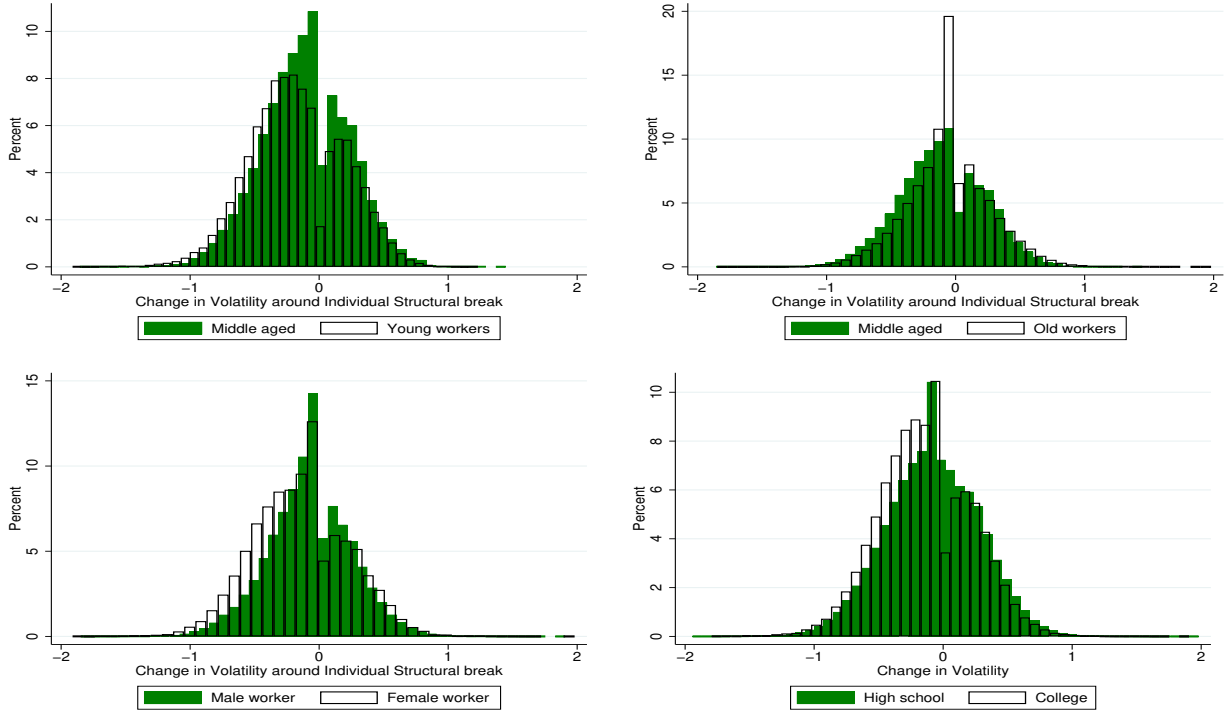 Percent
10
8
6
4
2
0
−2 −1 0 1 2
Change in Volatility around Individual Structural break
Middle aged Young workers
Percent
20
15
10
5
0
−2 −1 0 1 2
Change in Volatility around Individual Structural break
Middle aged Old workers
Percent
15
10
5
0
−2 −1 0 1 2
Change in Volatility around Individual Structural break
Male worker Female worker
Percent
10
8
6
4
2
0
−2 −1 0 1 2
Change in Volatility
High school College